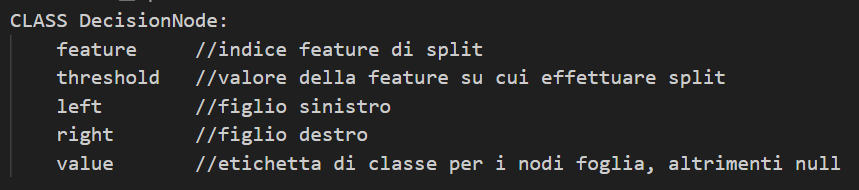 CLASS DecisionNode:
feature //indice feature di split
threshold //valore della feature su cui effettuare split
left //figlio sinistro
right //figlio destro
value //etichetta di classe per i nodi foglia, altrimenti null